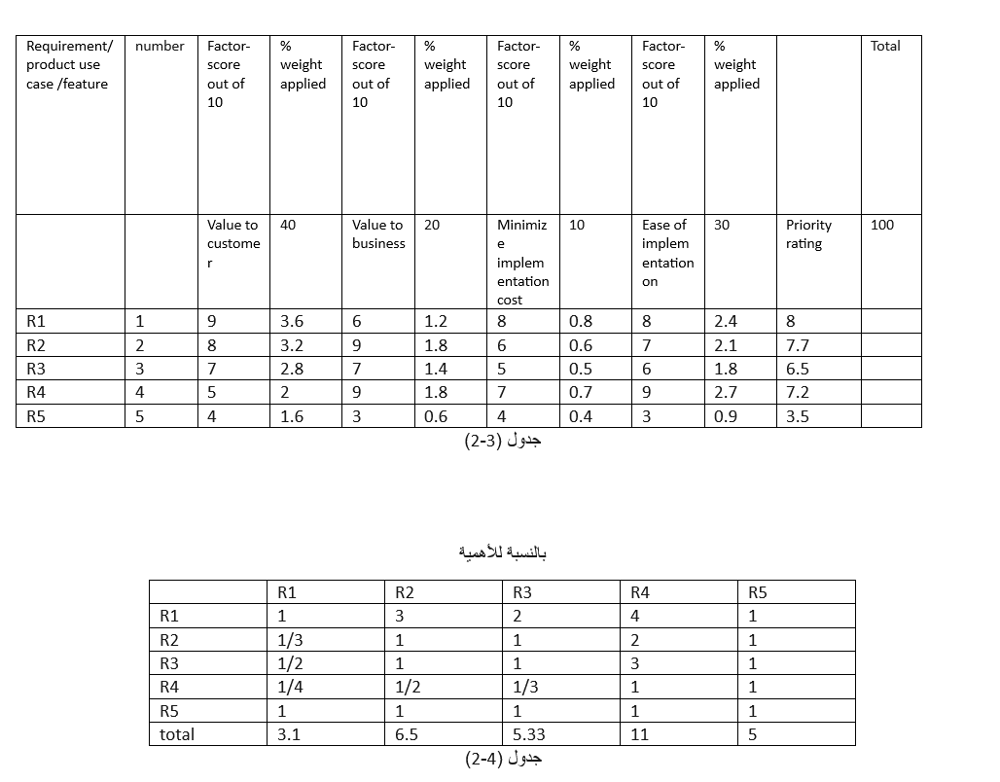 Requirement/ product use case /feature | number | Factor-score out of 10 | % weight applied | Factor-score out of 10 | % weight applied | Factor-score out of 10 | % weight applied | Factor-score out of 10 | % weight applied | | Total
| | Value to customer | 40 | Value to business | 20 | Minimize implementation cost | 10 | Ease of implementation on | 30 | Priority rating | 100
R1 | 1 | 9 | 3.6 | 6 | 1.2 | 8 | 0.8 | 8 | 2.4 | 8 |
R2 | 2 | 8 | 3.2 | 9 | 1.8 | 6 | 0.6 | 7 | 2.1 | 7.7 |
R3 | 3 | 7 | 2.8 | 7 | 1.4 | 5 | 0.5 | 6 | 1.8 | 6.5 |
R4 | 4 | 5 | 2 | 9 | 1.8 | 7 | 0.7 | 9 | 2.7 | 7.2 |
R5 | 5 | 4 | 1.6 | 3 | 0.6 | 4 | 0.4 | 3 | 0.9 | 3.5 |
جدول (3-2)
بالنسبة للأهمية
| R1 | R2 | R3 | R4 | R5
R1 | 1 | 3 | 2 | 4 | 1
R2 | 1/3 | 1 | 1 | 2 | 1
R3 | 1/2 | 1 | 1 | 3 | 1
R4 | 1/4 | 1/2 | 1/3 | 1 | 1
R5 | 1 | 1 | 1 | 1 | 1
total | 3.1 | 6.5 | 5.33 | 11 | 5
جدول (4-2)